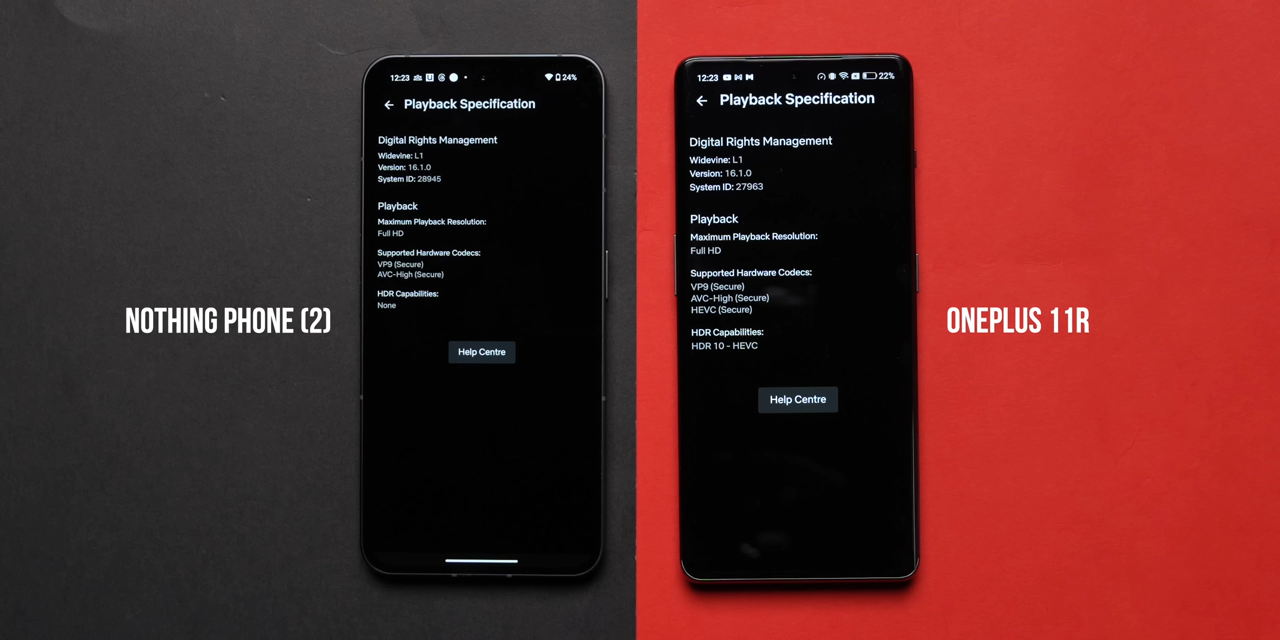 NOTHING PHONE (2)
12:23
24%
Playback Specification
Digital Rights Management
Widevine: L1
Version: 16.1.0
System ID: 28945
Playback
Maximum Playback Resolution:
Full HD
Supported Hardware Codecs:
VP9 (Secure)
AVC-High (Secure)
HDR Capabilities:
None
Help Centre
12:23
22%
Playback Specification
Digital Rights Management
Widevine: L1
Version: 16.1.0
System ID: 27963
Playback
Maximum Playback Resolution:
Full HD
Supported Hardware Codecs:
VP9 (Secure)
AVC-High (Secure)
HEVC (Secure)
HDR Capabilities:
HDR 10 - HEVC
Help Centre
ONEPLUS 11R